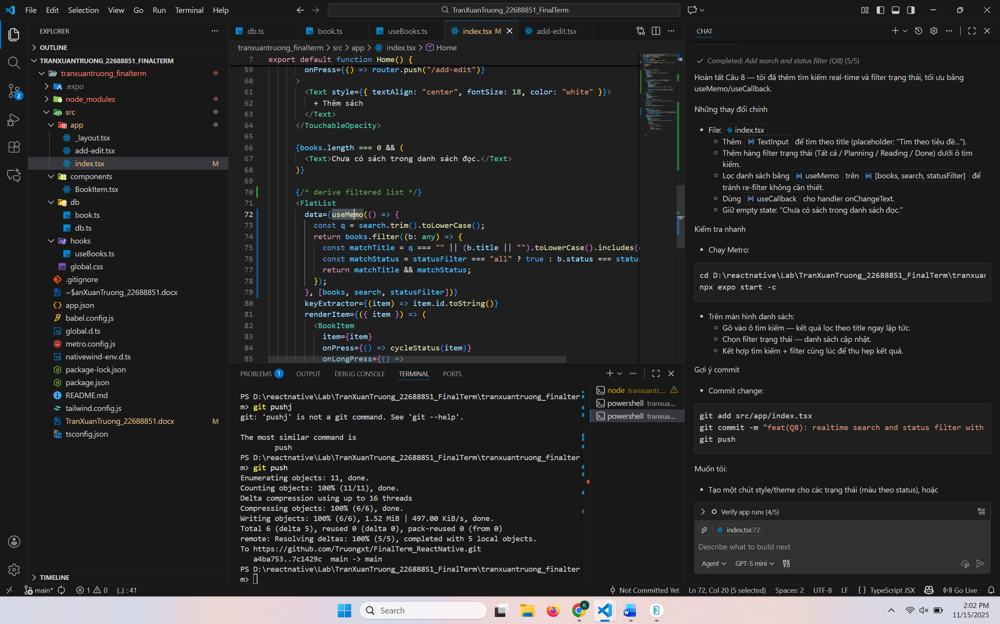 File Edit Selection View Go Run Terminal Help
TranXuanTruong_22688851_FinalTerm
EXPLORER
OUTLINE
TRANXUANTRUONG_22688851_FINALTERM
tranxuantruong_finalterm
.expo
node_modules
src
app
_layout.tsx
add-edit.tsx
index.tsx M
components
BookItem.tsx
db
book.ts
db.ts
hooks
useBooks.ts
global.css
.gitignore
~$anXuanTruong_22688851.docx
app.json
babel.config.js
global.d.ts
metro.config.js
nativewind-env.d.ts
package-lock.json
package.json
README.md
tailwind.config.js
TranXuanTruong_22688851.docx M
tsconfig.json
TIMELINE
2
db.ts book.ts useBooks.ts index.tsx M add-edit.tsx
tranxuantruong_finalterm > src > app > index.tsx > Home
7 export default function Home() {
59 onPress={() => router.push("/add-edit")}
60 >
61 <Text style={{ textAlign: "center", fontSize: 18, color: "white" }}>
62 + Thêm sách
63 </Text>
64 </TouchableOpacity>
65
66 {books.length === 0 && (
67 <Text>Chưa có sách trong danh sách đọc.</Text>
68 )}
69
70 {/* derive filtered list */}
71 <FlatList
72 data={useMemo(() => {
73 const q = search.trim().toLowerCase();
74 return books.filter((b: any) => {
75 const matchTitle = q === "" || (b.title || "").toLowerCase().includes(
76 const matchStatus = statusFilter === "all" ? true : b.status === statu
77 return matchTitle && matchStatus;
78 });
79 }, [books, search, statusFilter])}
80 keyExtractor={(item) => item.id.toString()}
81 renderItem={({ item }) => (
82 <BookItem
83 item={item}
84 onPress={() => cycleStatus(item)}
85 onLongPress={() =>
PROBLEMS 1 OUTPUT DEBUG CONSOLE TERMINAL PORTS
PS D:\reactnative\Lab\TranXuanTruong_22688851_FinalTerm\tranxuantruong_finalter
m> git pushj
git: 'pushj' is not a git command. See 'git --help'.
The most similar command is
push
PS D:\reactnative\Lab\TranXuanTruong_22688851_FinalTerm\tranxuantruong_finalter
m> git push
Enumerating objects: 11, done.
Counting objects: 100% (11/11), done.
Delta compression using up to 16 threads
Compressing objects: 100% (6/6), done.
Writing objects: 100% (6/6), 1.52 MiB | 497.00 KiB/s, done.
Total 6 (delta 5), reused 0 (delta 0), pack-reused 0 (from 0)
remote: Resolving deltas: 100% (5/5), completed with 5 local objects.
To https://github.com/Truongxt/FinalTerm_ReactNative.git
a4ba753..7c1429c main -> main
PS D:\reactnative\Lab\TranXuanTruong_22688851_FinalTerm\tranxuantruong_finalter
m>
node tranxuantr...
powershell tranxua...
powershell tranxua...
CHAT
Completed: Add search and status filter (Q8) (5/5)
Hoàn tất Câu 8 — tôi đã thêm tìm kiếm real-time và filter trạng thái, tối ưu bằng
useMemo/useCallback.
Những thay đổi chính
• File: index.tsx
Thêm TextInput để tìm theo title (placeholder: "Tìm theo tiêu đề...").
Thêm hàng filter trạng thái (Tất cả / Planning / Reading / Done) dưới ô tìm
kiếm.
Lọc danh sách bằng useMemo trên [books, search, statusFilter] để
tránh re-filter không cần thiết.
Dùng useCallback cho handler onChangeText.
Giữ empty state: “Chưa có sách trong danh sách đọc.”
Kiểm tra nhanh
• Chạy Metro:
cd D:\reactnative\Lab\TranXuanTruong_22688851_FinalTerm\tranxuar
npx expo start -c
• Trên màn hình danh sách:
Gõ vào ô tìm kiếm — kết quả lọc theo title ngay lập tức.
Chọn filter trạng thái — danh sách cập nhật.
Kết hợp tìm kiếm + filter cùng lúc để thu hẹp kết quả.
Gợi ý commit
• Commit change:
git add src/app/index.tsx
git commit -m "feat(Q8): realtime search and status filter with
git push
Muốn tôi:
• Tạo một chút style/theme cho các trạng thái (màu theo status), hoặc
Verify app runs (4/5)
index.tsx:72
Describe what to build next
Agent GPT-5 mini
main* 1 0 {..} : 41
Not Committed Yet Ln 72, Col 20 (5 selected) Spaces: 2 UTF-8 LF { } TypeScript JSX Go Live
Search
K
2:02 PM
11/15/2025